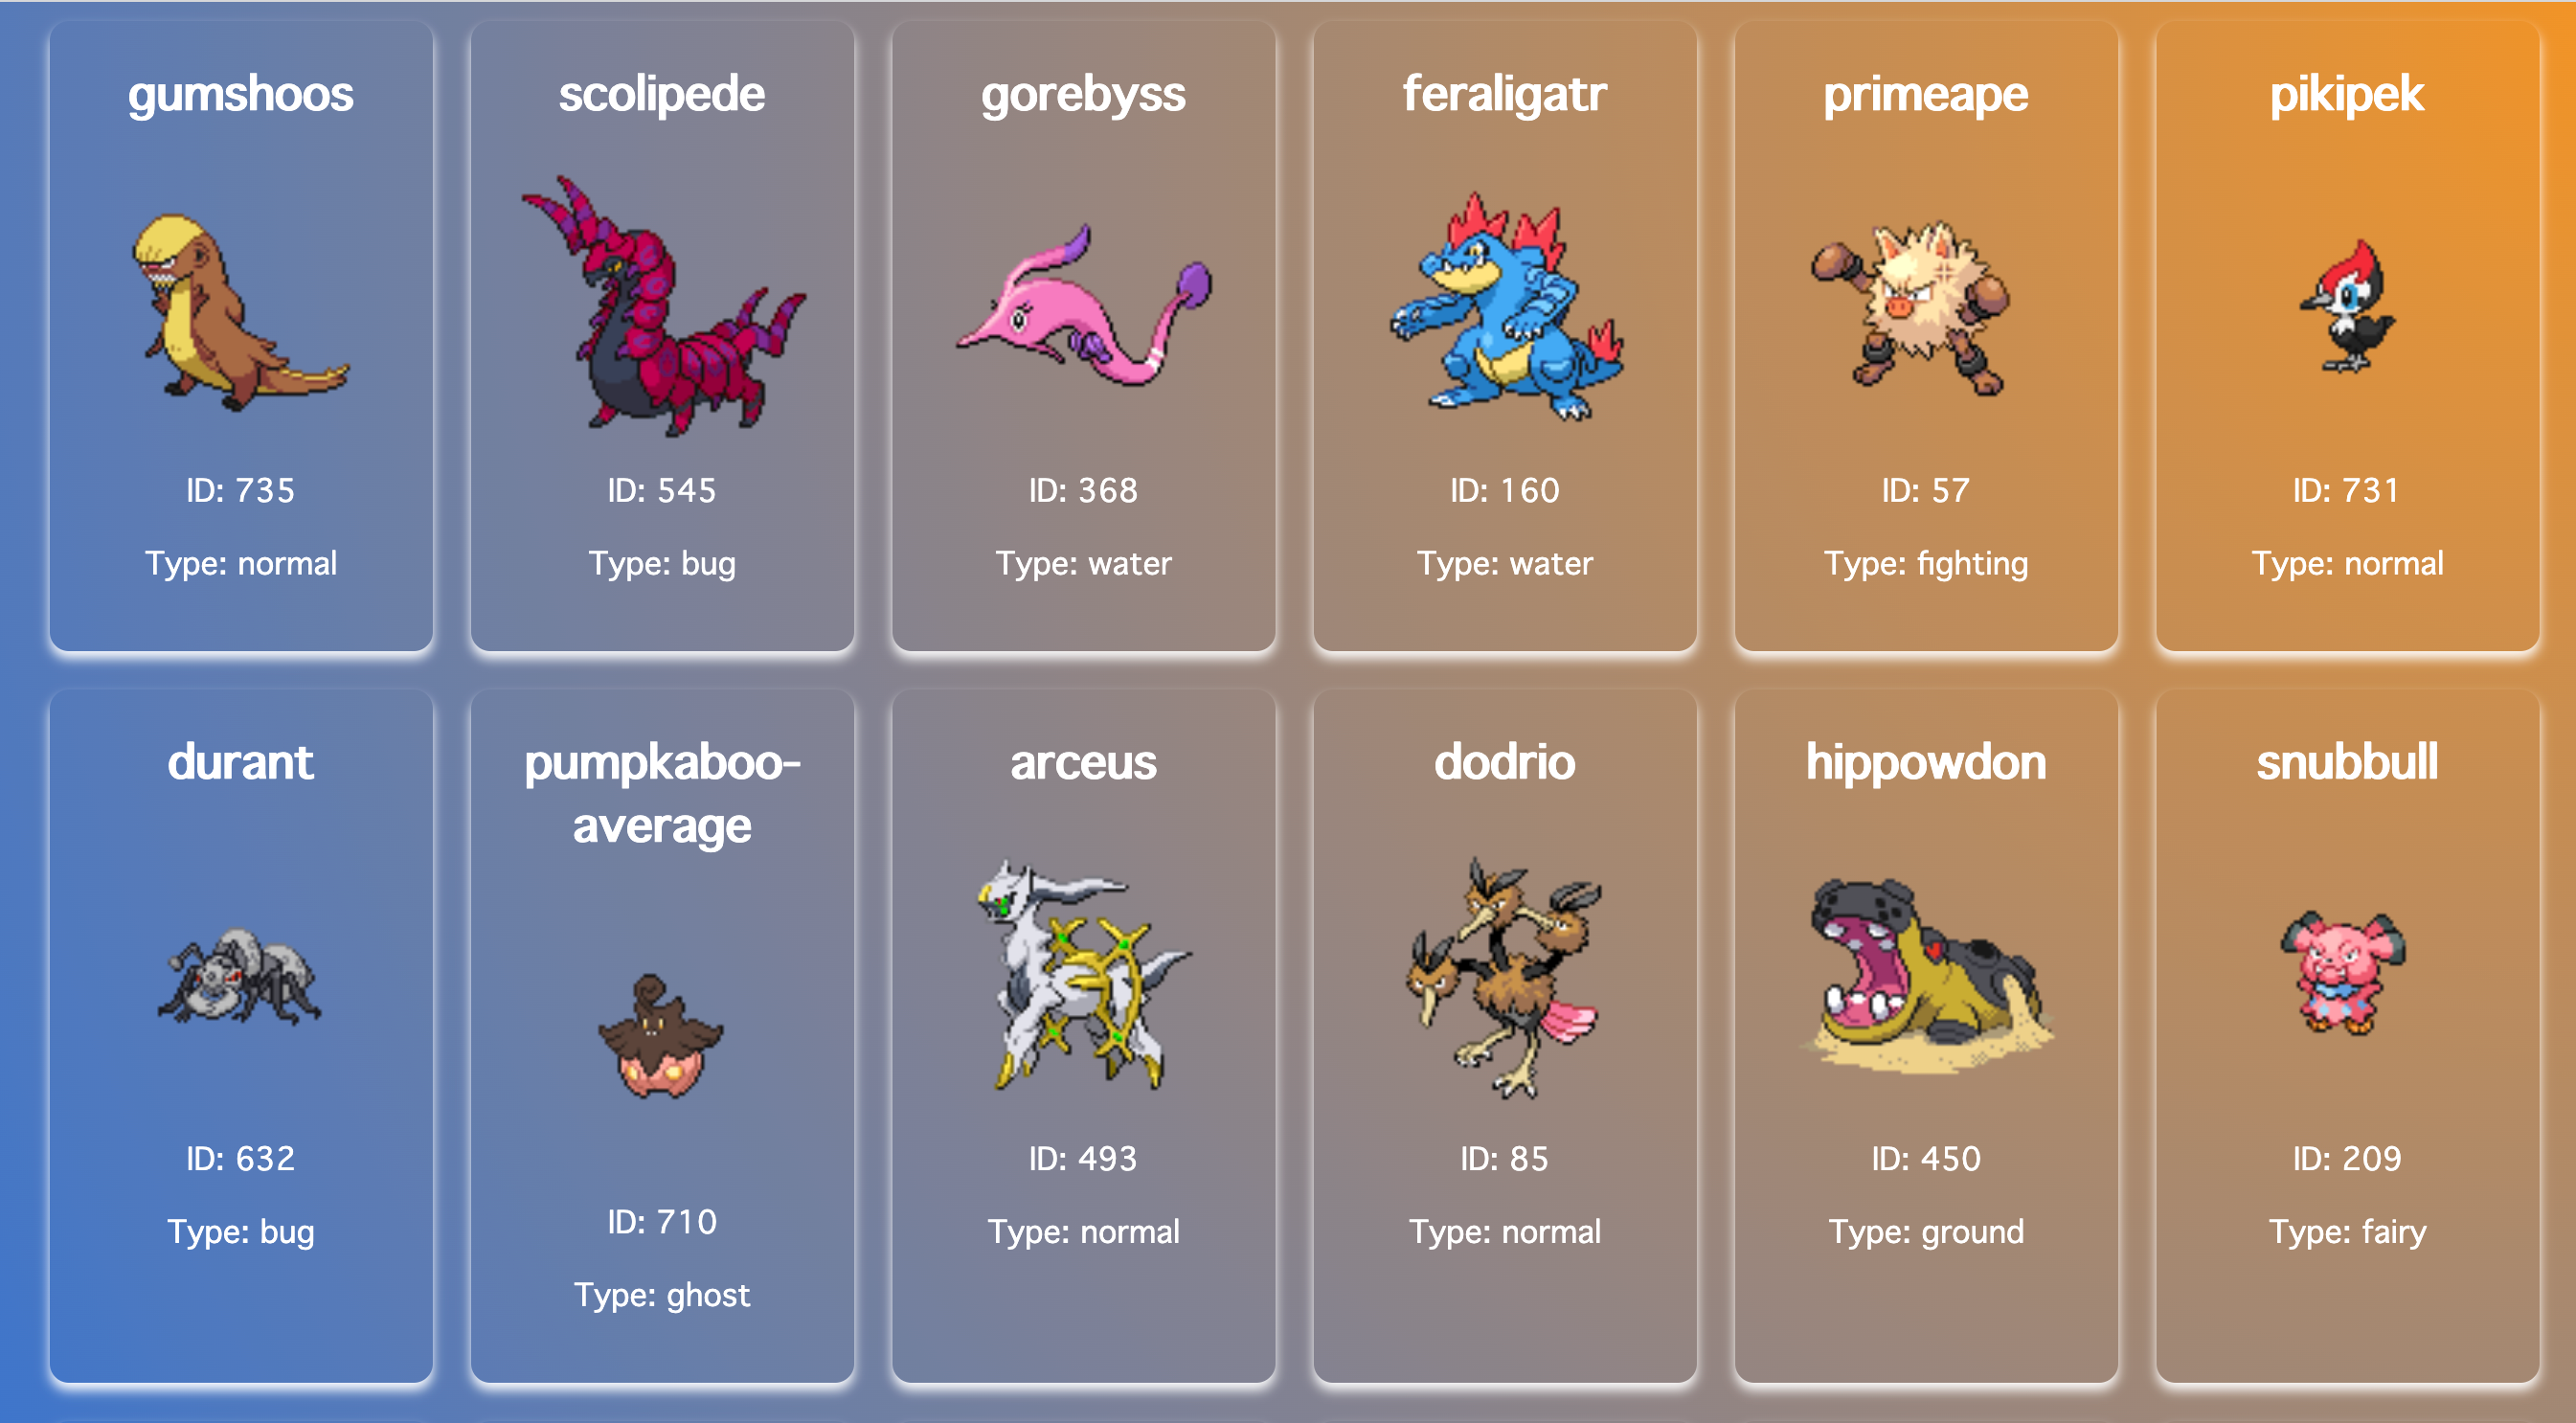 gumshoos
ID: 735
Type: normal
scolipede
ID: 545
Type: bug
gorebyss
ID: 368
Type: water
feraligatr
ID: 160
Type: water
primeape
ID: 57
Type: fighting
pikipek
ID: 731
Type: normal
durant
ID: 632
Type: bug
pumpkaboo-
average
ID: 710
Type: ghost
arceus
ID: 493
Type: normal
dodrio
ID: 85
Type: normal
hippowdon
ID: 450
Type: ground
snubbull
ID: 209
Type: fairy